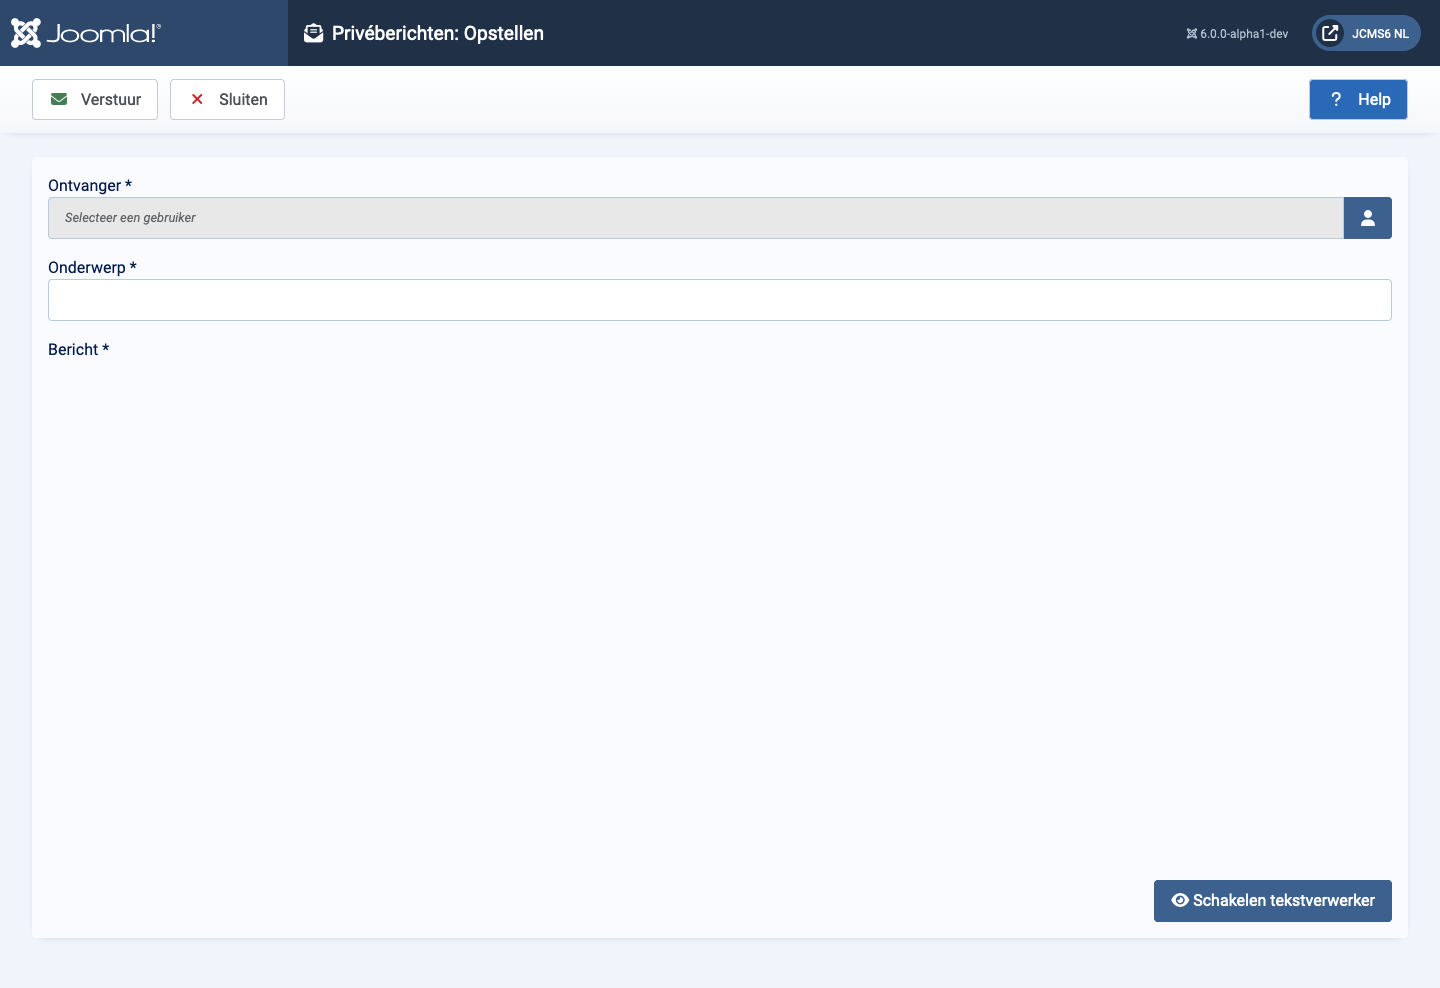 Joomla!®
Privéberichten: Opstellen
6.0.0-alpha1-dev
JCMS6 NL
Verstuur
Sluiten
? Help
Ontvanger *
Selecteer een gebruiker
Onderwerp *
Bericht *
Schakelen tekstverwerker